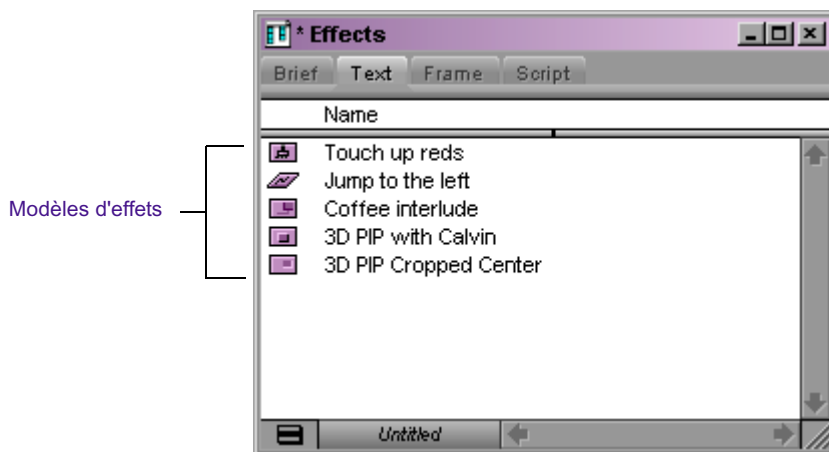 * Effects
Brief Text Frame Script
Name
Modèles d'effets
Touch up reds
Jump to the left
Coffee interlude
3D PIP with Calvin
3D PIP Cropped Center
Untitled